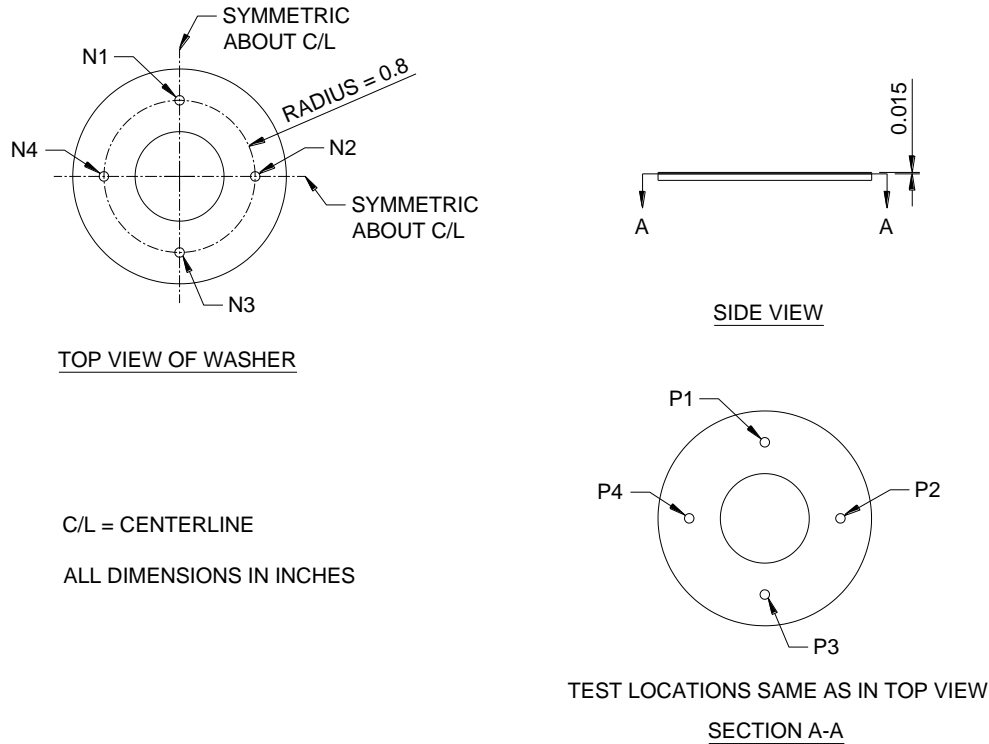 SYMMETRIC
ABOUT C/L
N1
RADIUS = 0.8
N4
N2
SYMMETRIC
ABOUT C/L
N3
TOP VIEW OF WASHER
0.015
A
A
SIDE VIEW
C/L = CENTERLINE
ALL DIMENSIONS IN INCHES
P1
P4
P2
P3
TEST LOCATIONS SAME AS IN TOP VIEW
SECTION A-A